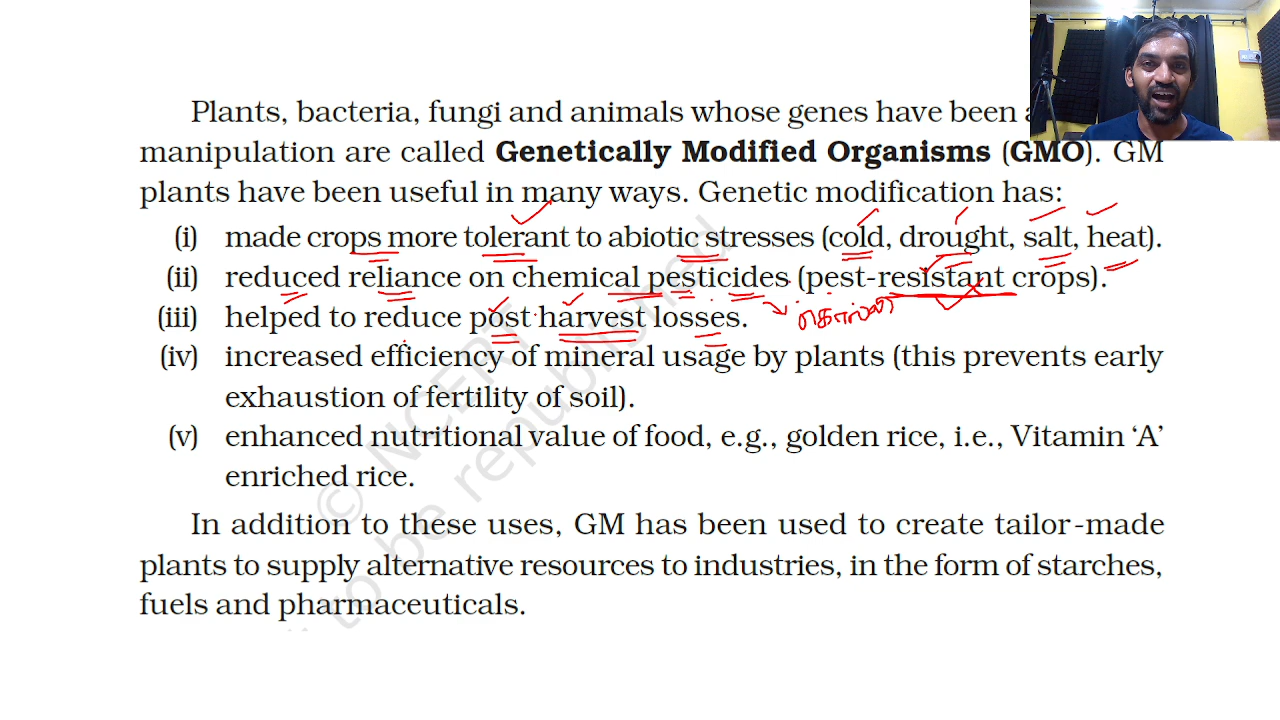 Plants, bacteria, fungi and animals whose genes have been
manipulation are called Genetically Modified Organisms (GMO). GM
plants have been useful in many ways. Genetic modification has:
(i) made crops more tolerant to abiotic stresses (cold, drought, salt, heat).
(ii) reduced reliance on chemical pesticides (pest-resistant crops).
(iii) helped to reduce post harvest losses.
(iv) increased efficiency of mineral usage by plants (this prevents early
exhaustion of fertility of soil).
(v) enhanced nutritional value of food, e.g., golden rice, i.e., Vitamin ‘A’
enriched rice.
In addition to these uses, GM has been used to create tailor-made
plants to supply alternative resources to industries, in the form of starches,
fuels and pharmaceuticals.
© NCERT
to be republished